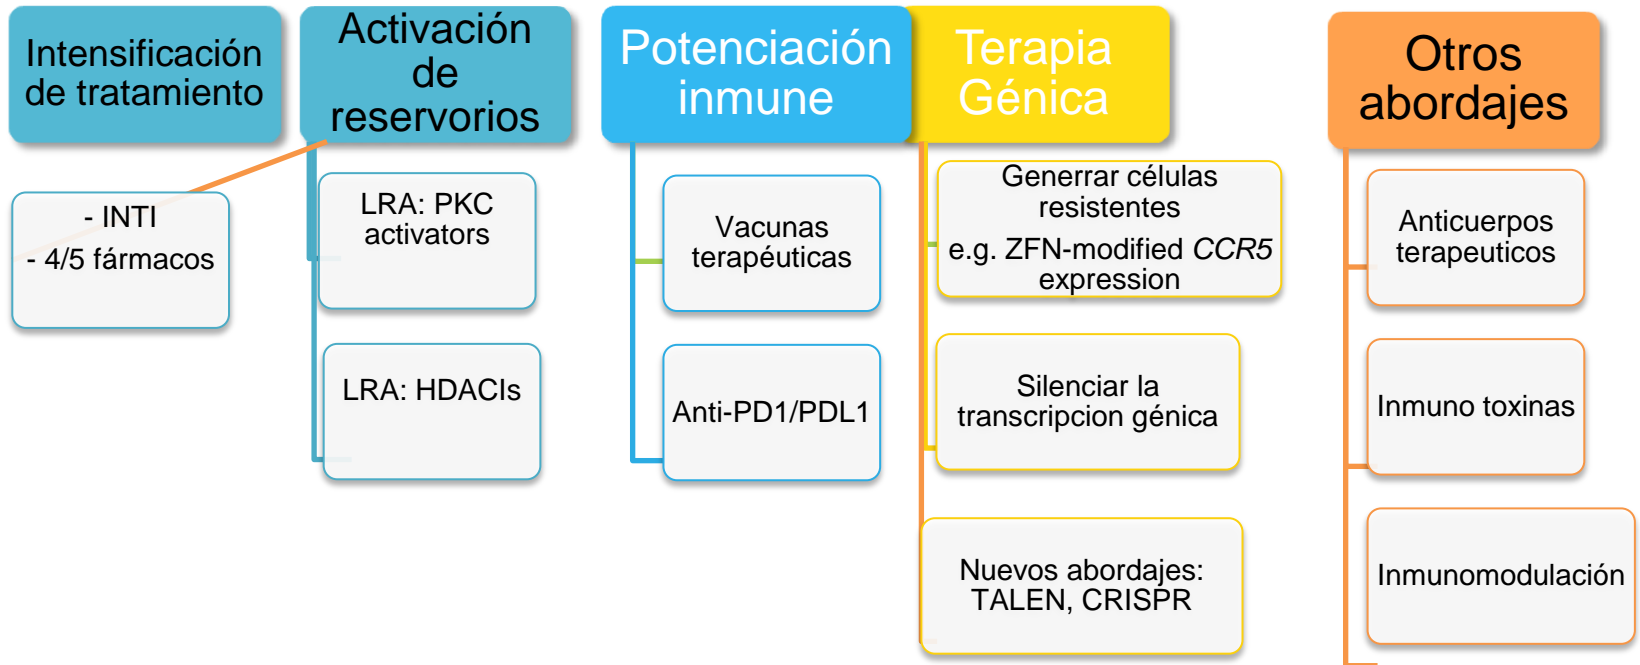 Intensificación
de tratamiento
- INTI
- 4/5 fármacos
Activación
de
reservorios
LRA: PKC
activators
LRA: HDACIs
Potenciación
inmune
Vacunas
terapéuticas
Anti-PD1/PDL1
Terapia
Génica
Generrar células
resistentes
e.g. ZFN-modified CCR5
expression
Silenciar la
transcripcion génica
Nuevos abordajes:
TALEN, CRISPR
Otros
abordajes
Anticuerpos
terapeuticos
Inmuno toxinas
Inmunomodulación